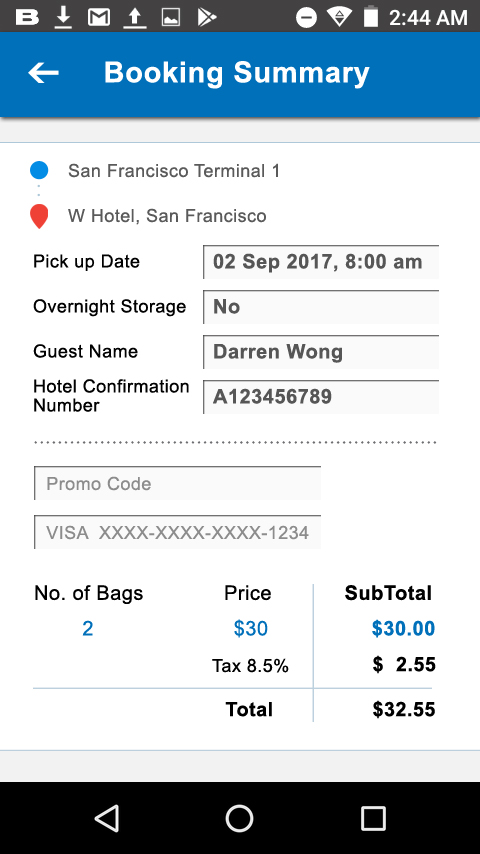 B 2:44 AM
Booking Summary
San Francisco Terminal 1
W Hotel, San Francisco
Pick up Date 02 Sep 2017, 8:00 am
Overnight Storage No
Guest Name Darren Wong
Hotel Confirmation
Number A123456789
Promo Code
VISA XXXX-XXXX-XXXX-1234
No. of Bags Price SubTotal
2 $30 $30.00
Tax 8.5% $ 2.55
Total $32.55